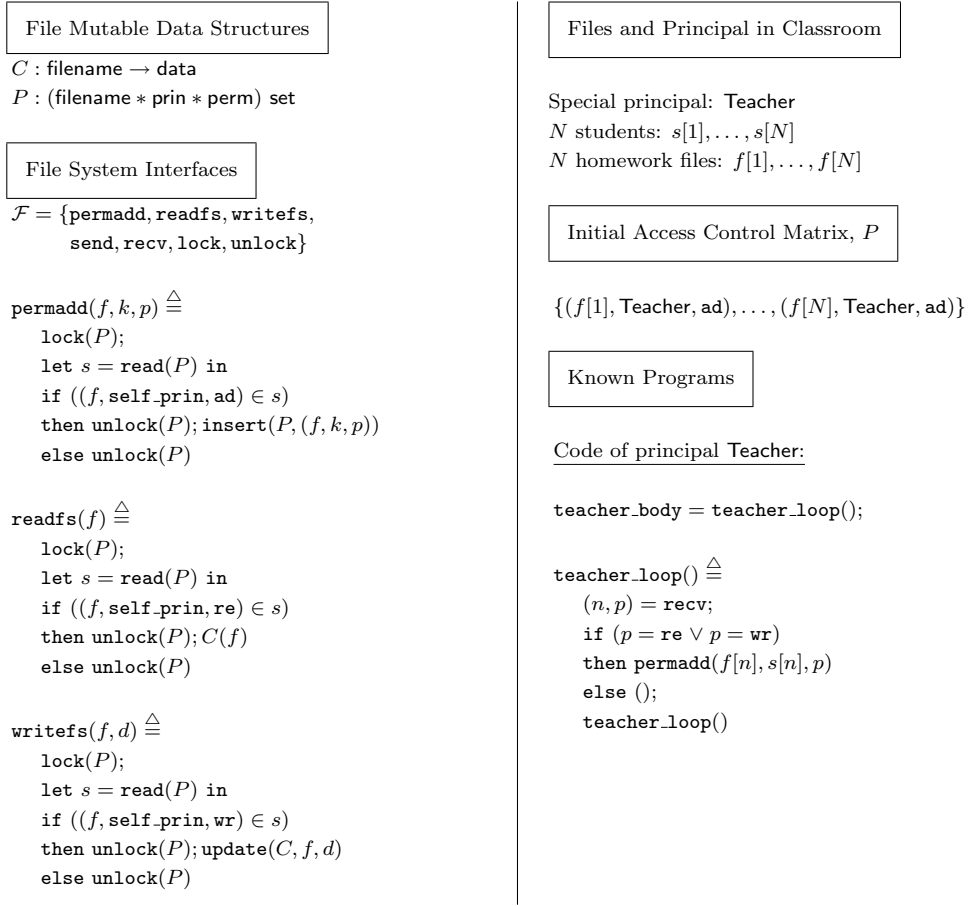 File Mutable Data Structures
C : filename → data
P : (filename ∗ prin ∗ perm) set
File System Interfaces
ℱ = {permadd, readfs, writefs,
send, recv, lock, unlock}
permadd(f, k, p) ≜
lock(P);
let s = read(P) in
if ((f, self_prin, ad) ∈ s)
then unlock(P); insert(P, (f, k, p))
else unlock(P)
readfs(f) ≜
lock(P);
let s = read(P) in
if ((f, self_prin, re) ∈ s)
then unlock(P); C(f)
else unlock(P)
writefs(f, d) ≜
lock(P);
let s = read(P) in
if ((f, self_prin, wr) ∈ s)
then unlock(P); update(C, f, d)
else unlock(P)
Files and Principal in Classroom
Special principal: Teacher
N students: s[1], . . . , s[N]
N homework files: f[1], . . . , f[N]
Initial Access Control Matrix, P
{(f[1], Teacher, ad), . . . , (f[N], Teacher, ad)}
Known Programs
Code of principal Teacher:
teacher_body = teacher_loop();
teacher_loop() ≜
(n, p) = recv;
if (p = re ∨ p = wr)
then permadd(f[n], s[n], p)
else ();
teacher_loop()